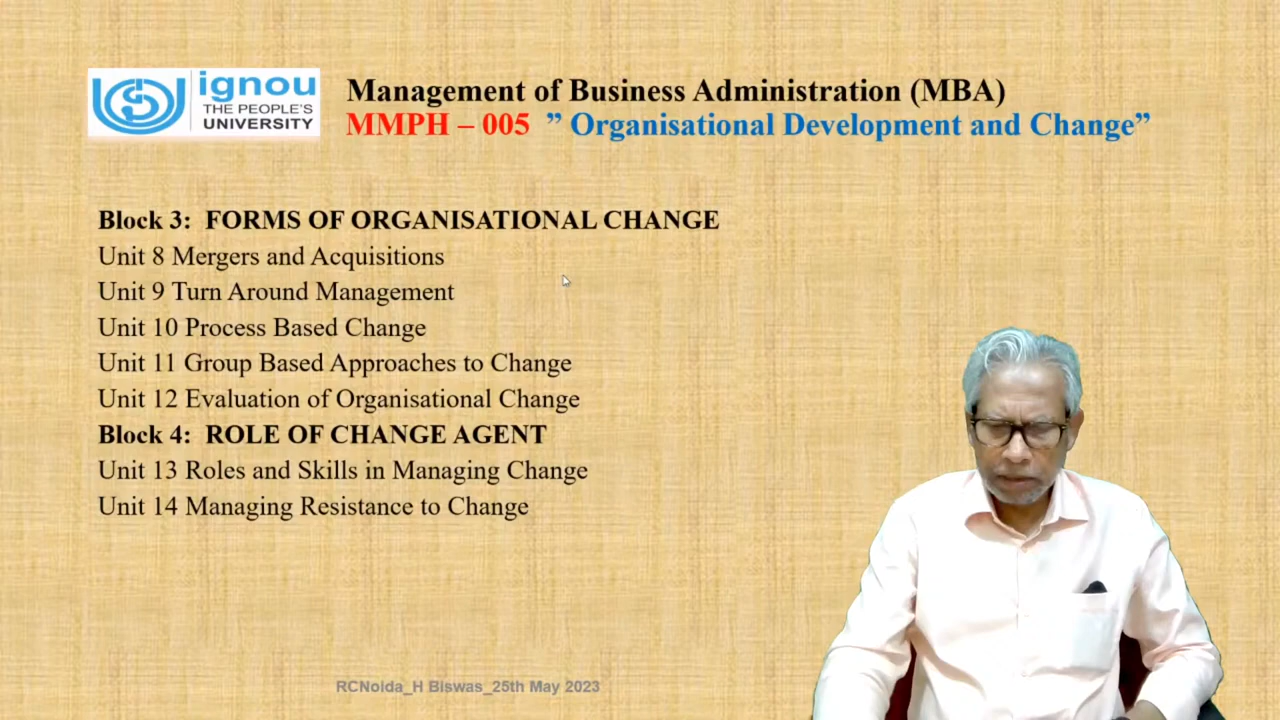 ignou
THE PEOPLE'S
UNIVERSITY
Management of Business Administration (MBA)
MMPH – 005 ” Organisational Development and Change”
Block 3: FORMS OF ORGANISATIONAL CHANGE
Unit 8 Mergers and Acquisitions
Unit 9 Turn Around Management
Unit 10 Process Based Change
Unit 11 Group Based Approaches to Change
Unit 12 Evaluation of Organisational Change
Block 4: ROLE OF CHANGE AGENT
Unit 13 Roles and Skills in Managing Change
Unit 14 Managing Resistance to Change
RCNoida_H Biswas_25th May 2023